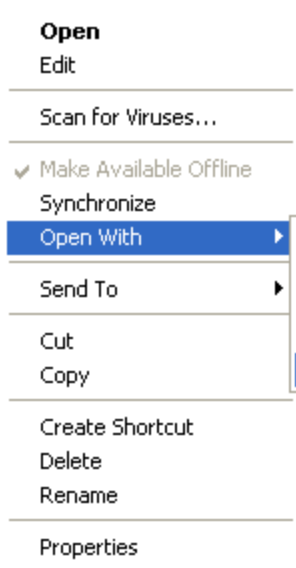 Open
Edit
Scan for Viruses...
Make Available Offline
Synchronize
Open With
Send To
Cut
Copy
Create Shortcut
Delete
Rename
Properties